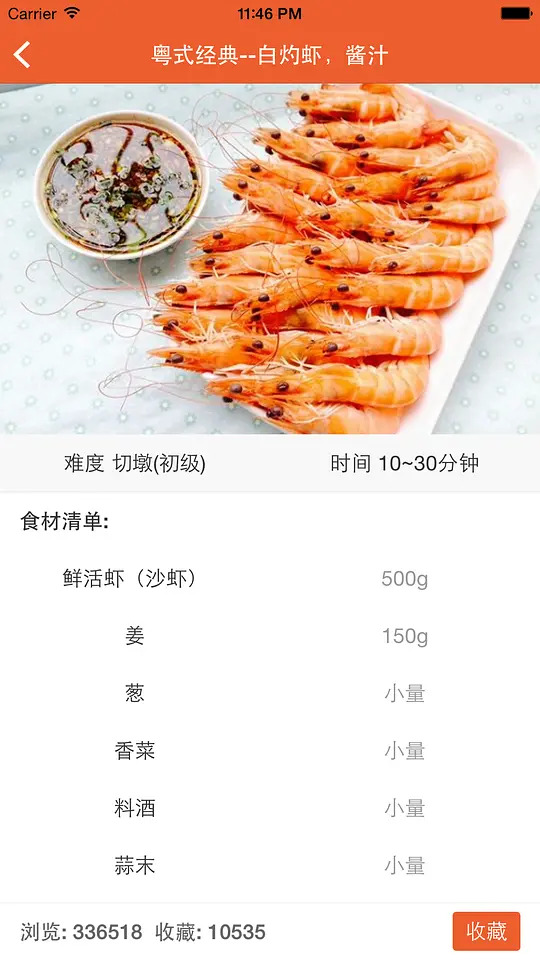 Carrier 11:46 PM
粤式经典--白灼虾，酱汁
难度 切墩(初级) 时间 10~30分钟
食材清单:
鲜活虾（沙虾） 500g
姜 150g
葱 小量
香菜 小量
料酒 小量
蒜末 小量
浏览: 336518 收藏: 10535 收藏